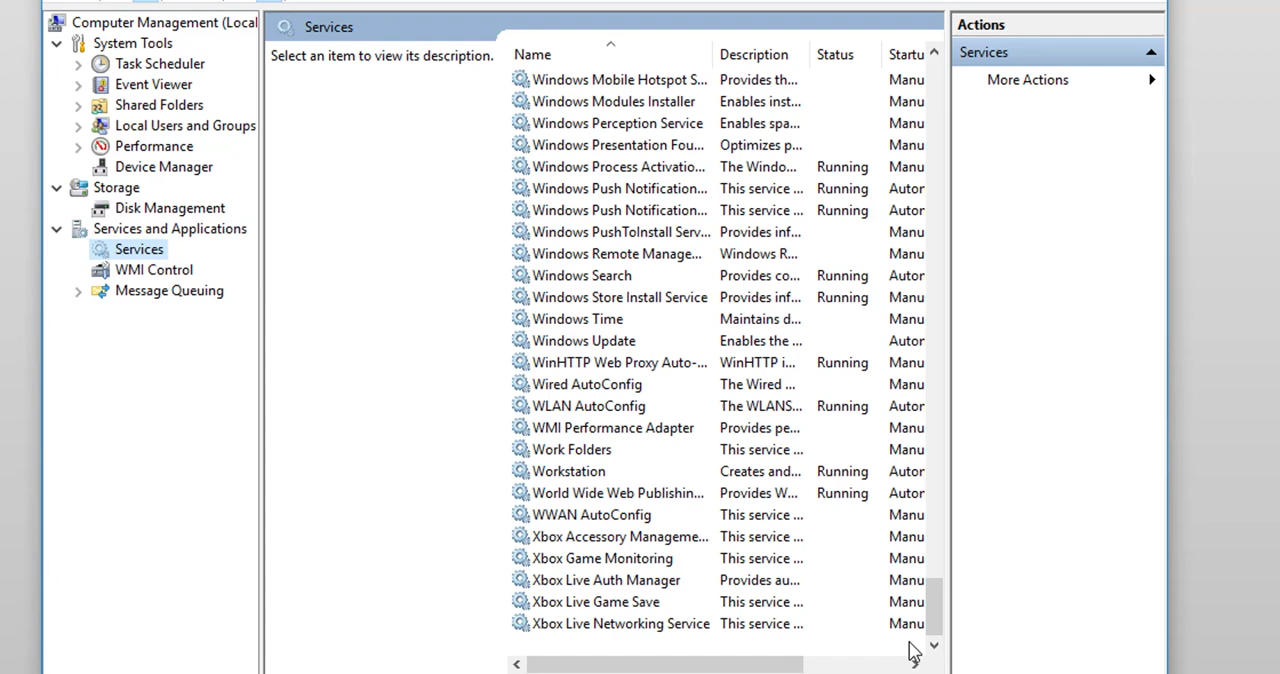 Computer Management (Local
System Tools
Task Scheduler
Event Viewer
Shared Folders
Local Users and Groups
Performance
Device Manager
Storage
Disk Management
Services and Applications
Services
WMI Control
Message Queuing
Services
Select an item to view its description.
Name Description Status Startu
Windows Mobile Hotspot S... Provides th... Manu
Windows Modules Installer Enables inst... Manu
Windows Perception Service Enables spa... Manu
Windows Presentation Fou... Optimizes p... Manu
Windows Process Activatio... The Windo... Running Manu
Windows Push Notification... This service ... Running Autor
Windows Push Notification... This service ... Running Autor
Windows PushToInstall Serv... Provides inf... Manu
Windows Remote Manage... Windows R... Manu
Windows Search Provides co... Running Autor
Windows Store Install Service Provides inf... Running Manu
Windows Time Maintains d... Manu
Windows Update Enables the ... Autor
WinHTTP Web Proxy Auto-... WinHTTP i... Running Manu
Wired AutoConfig The Wired ... Manu
WLAN AutoConfig The WLANS... Running Autor
WMI Performance Adapter Provides pe... Manu
Work Folders This service ... Manu
Workstation Creates and... Running Autor
World Wide Web Publishin... Provides W... Running Autor
WWAN AutoConfig This service ... Manu
Xbox Accessory Manageme... This service ... Manu
Xbox Game Monitoring This service ... Manu
Xbox Live Auth Manager Provides au... Manu
Xbox Live Game Save This service ... Manu
Xbox Live Networking Service This service ... Manu
Actions
Services
More Actions